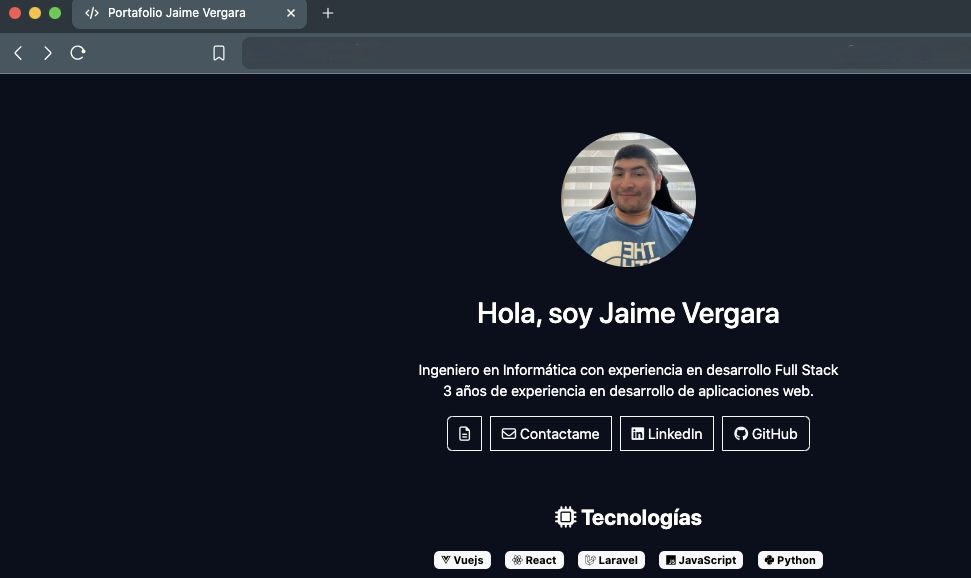 </> Portafolio Jaime Vergara
THE
Hola, soy Jaime Vergara
Ingeniero en Informática con experiencia en desarrollo Full Stack
3 años de experiencia en desarrollo de aplicaciones web.
Contactame LinkedIn GitHub
Tecnologías
Vuejs React Laravel JavaScript Python